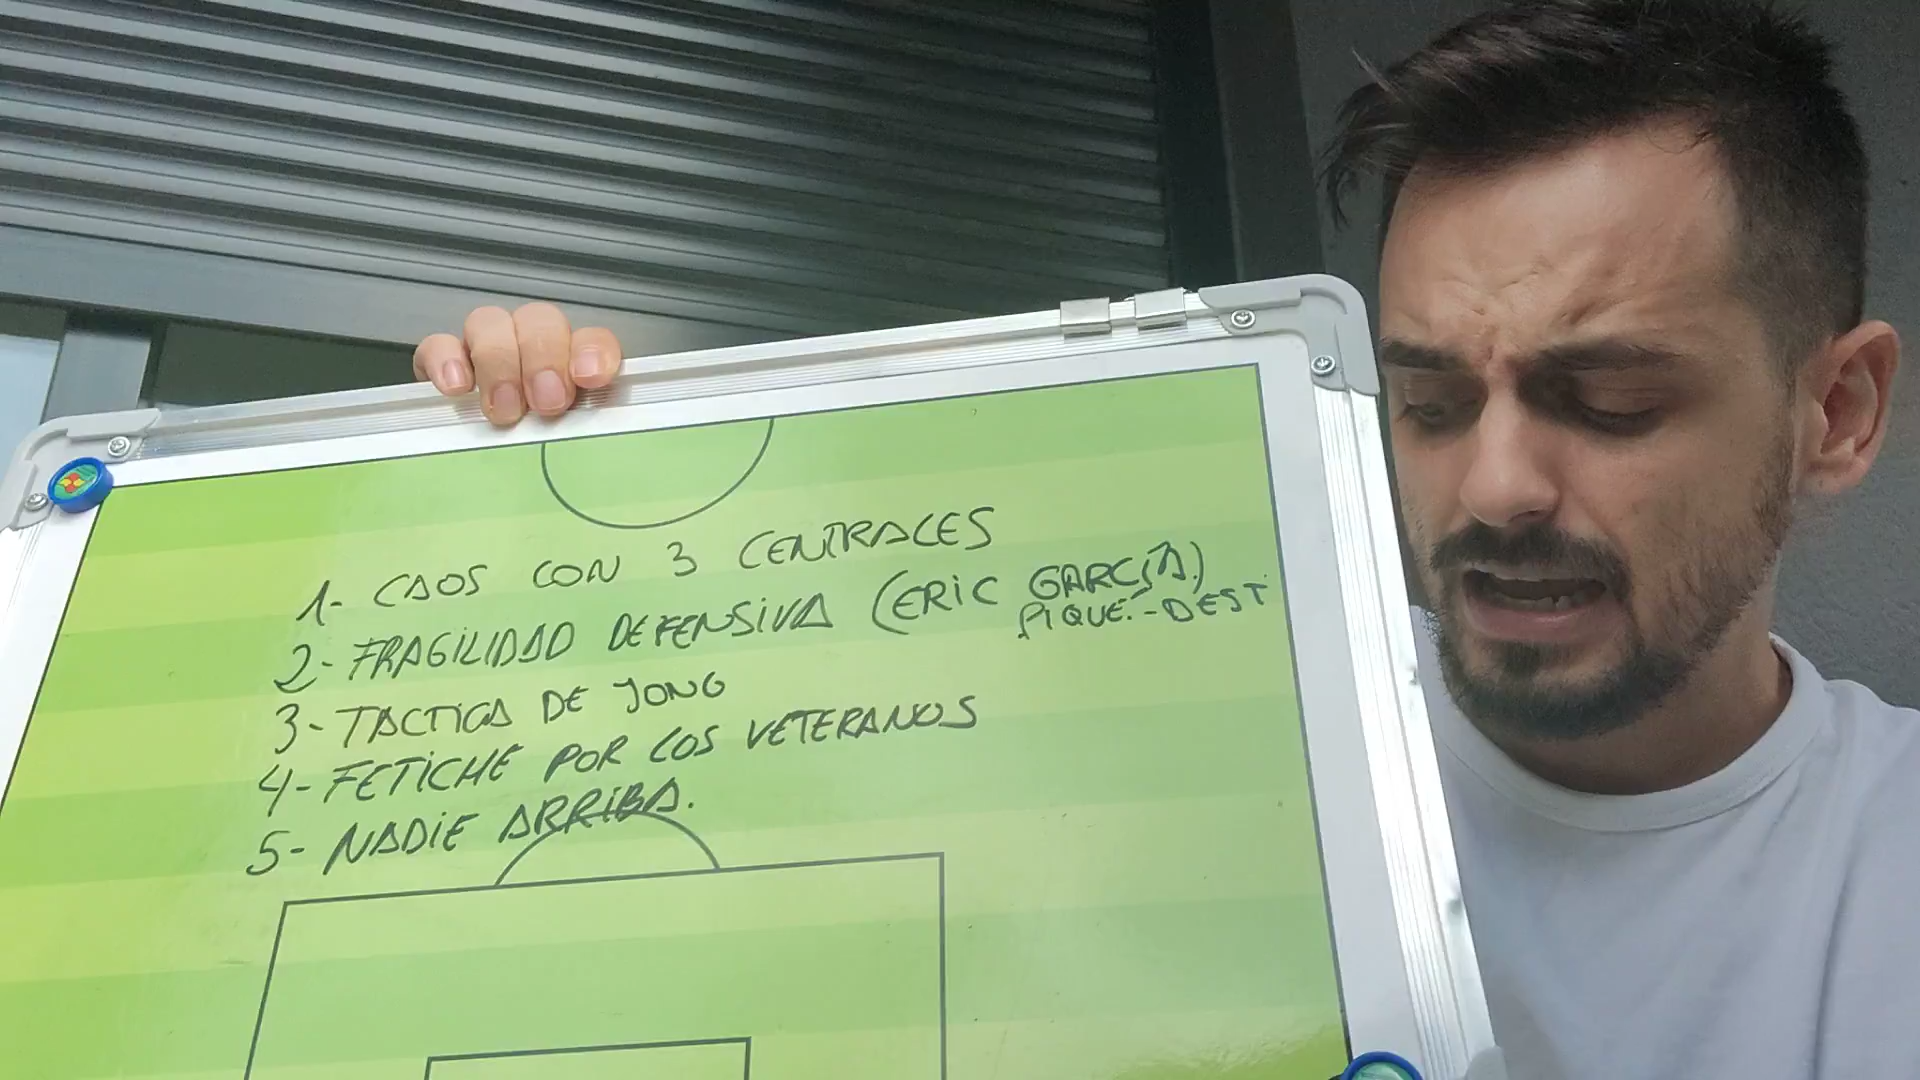 1- CAOS CON 3 CENTRALES
2- FRAGILIDAD DEFENSIVA (ERIC GARCÍA)
PIQUÉ.-DEST
3- TACTICA DE JONG
4- FETICHE POR LOS VETERANOS
5- NADIE ARRIBA.